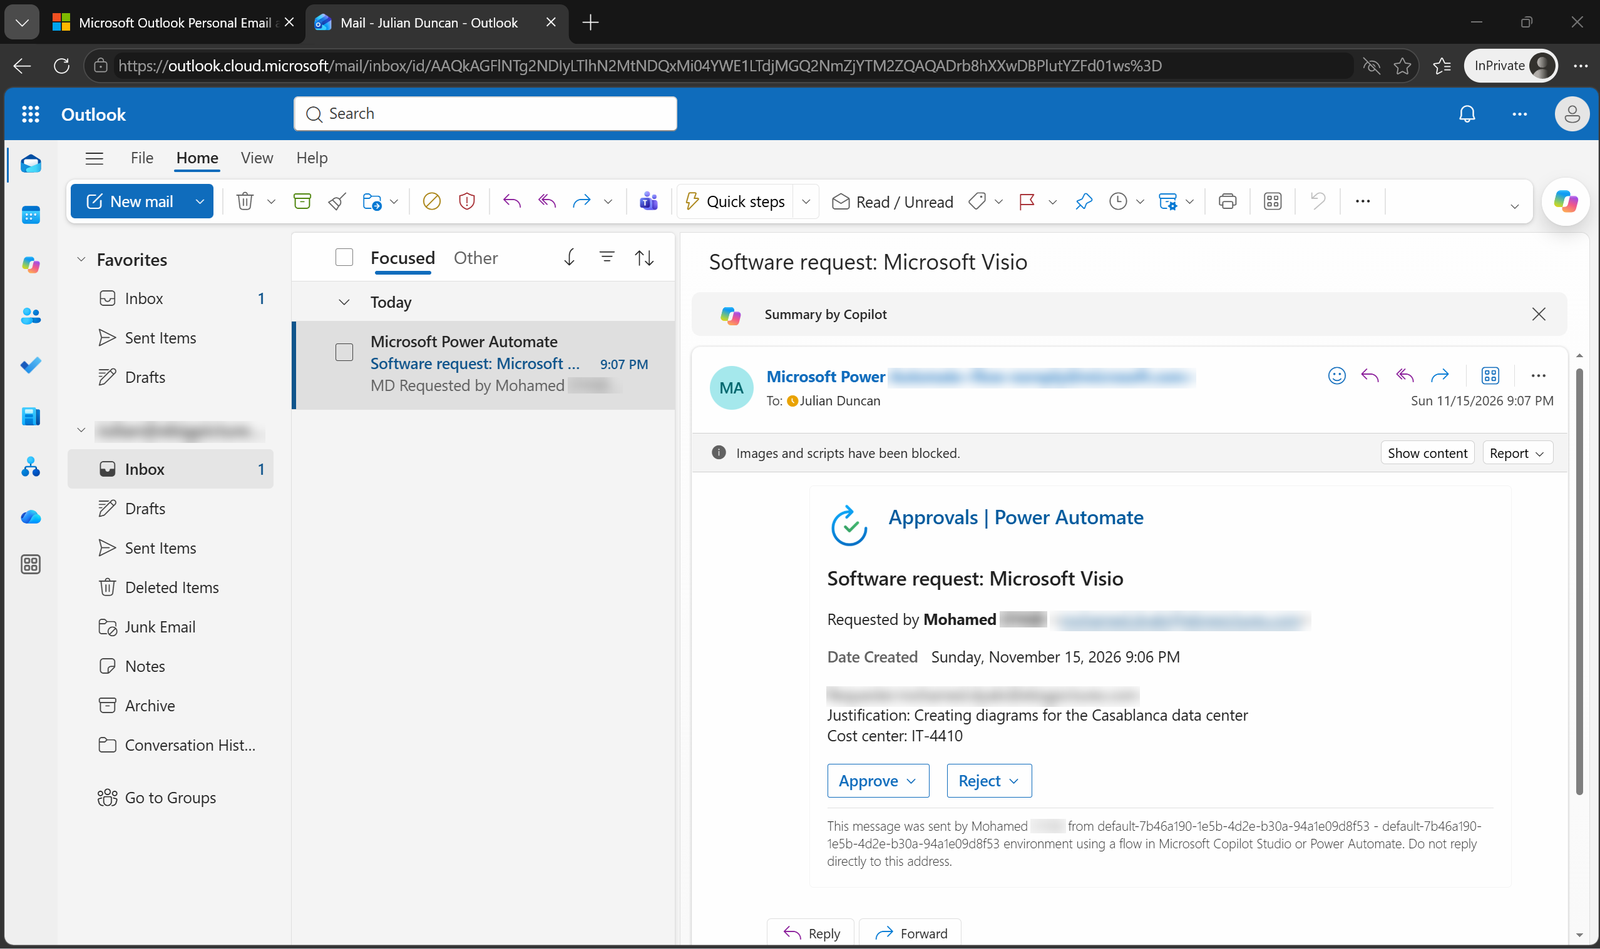 Microsoft Outlook Personal Email
Mail - Julian Duncan - Outlook
https://outlook.cloud.microsoft/mail/inbox/id/AAQkAGFlNTg2NDIyLTlhN2MtNDQxMi04YWE1LTdjMGQ2NmZjYTM2ZQAQADrb8hXXwDBPlutYZFd01ws%3D
InPrivate
Outlook
Search
File Home View Help
New mail
Quick steps
Read / Unread
Favorites
Inbox 1
Sent Items
Drafts
Inbox 1
Drafts
Sent Items
Deleted Items
Junk Email
Notes
Archive
Conversation Hist...
Go to Groups
Focused Other
Today
Microsoft Power Automate
Software request: Microsoft ... 9:07 PM
MD Requested by Mohamed
Software request: Microsoft Visio
Summary by Copilot
MA
Microsoft Power
To: Julian Duncan
Sun 11/15/2026 9:07 PM
Images and scripts have been blocked.
Show content
Report
Approvals | Power Automate
Software request: Microsoft Visio
Requested by Mohamed
Date Created Sunday, November 15, 2026 9:06 PM
Justification: Creating diagrams for the Casablanca data center
Cost center: IT-4410
Approve
Reject
This message was sent by Mohamed from default-7b46a190-1e5b-4d2e-b30a-94a1e09d8f53 - default-7b46a190-
1e5b-4d2e-b30a-94a1e09d8f53 environment using a flow in Microsoft Copilot Studio or Power Automate. Do not reply
directly to this address.
Reply
Forward